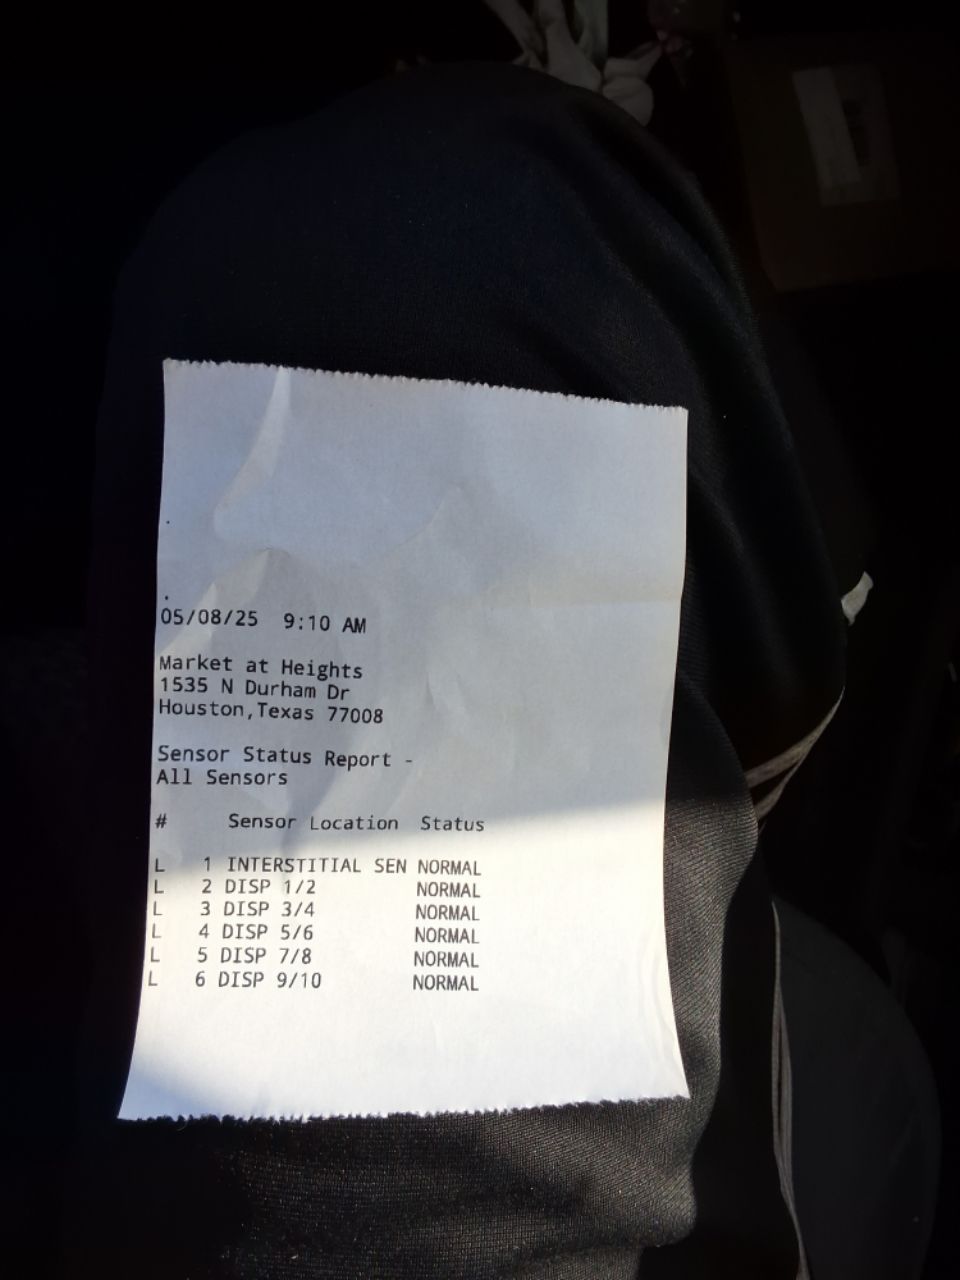 05/08/25 9:10 AM
Market at Heights
1535 N Durham Dr
Houston,Texas 77008
Sensor Status Report -
All Sensors
# Sensor Location Status
L 1 INTERSTITIAL SEN NORMAL
L 2 DISP 1/2 NORMAL
L 3 DISP 3/4 NORMAL
L 4 DISP 5/6 NORMAL
L 5 DISP 7/8 NORMAL
L 6 DISP 9/10 NORMAL